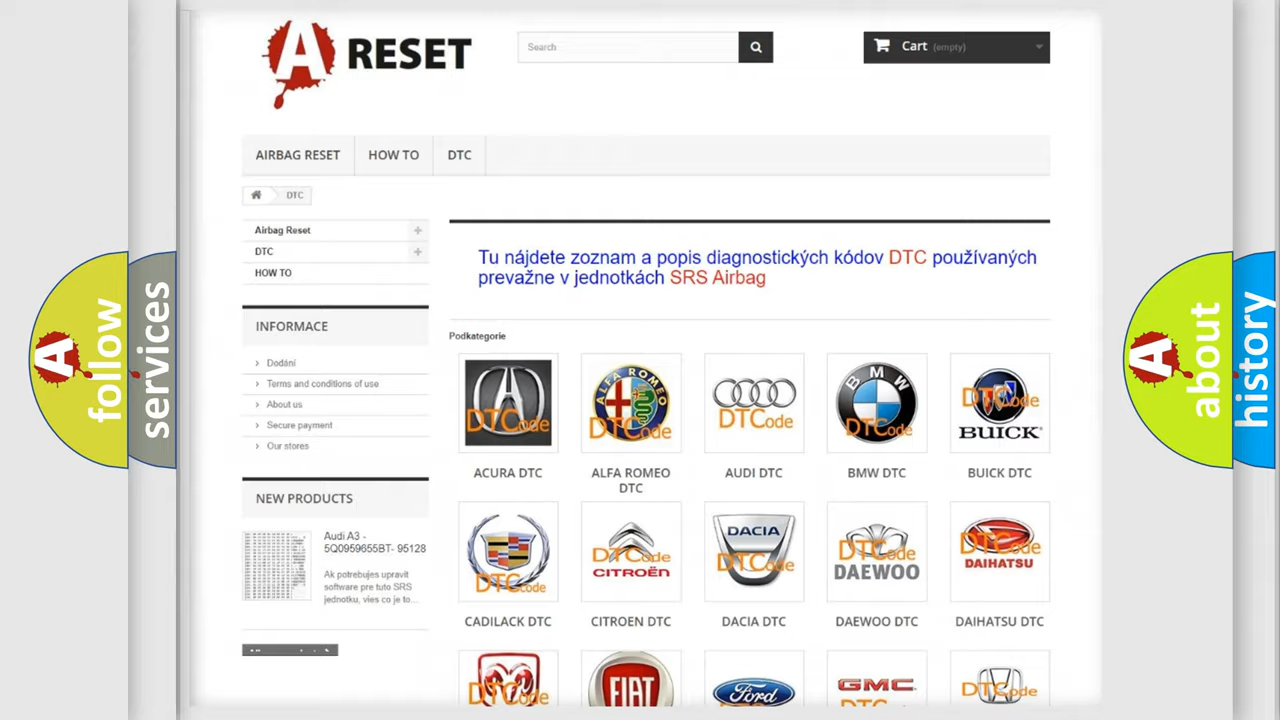 A RESET
Search
Cart (empty)
AIRBAG RESET
HOW TO
DTC
DTC
Airbag Reset
DTC
HOW TO
Tu nájdete zoznam a popis diagnostických kódov DTC používaných
prevažne v jednotkách SRS Airbag
INFORMACE
Dodání
Terms and conditions of use
About us
Secure payment
Our stores
NEW PRODUCTS
Audi A3 -
5Q0959655BT- 95128
Ak potrebujes upravit
software pre tuto SRS
jednotku, vies co je to...
Podkategorie
DTCode
ALFA ROMEO
DTCode
DTCode
BMW
DTCode
DTCode
BUICK
ACURA DTC
ALFA ROMEO
DTC
AUDI DTC
BMW DTC
BUICK DTC
DTCode
DTCode
CITROËN
DACIA
DTCode
DTCode
DAEWOO
DTCode
DAIHATSU
CADILACK DTC
CITROEN DTC
DACIA DTC
DAEWOO DTC
DAIHATSU DTC
DTCode
FIAT
Ford
GMC
DTCode
A follow
services
A about
history